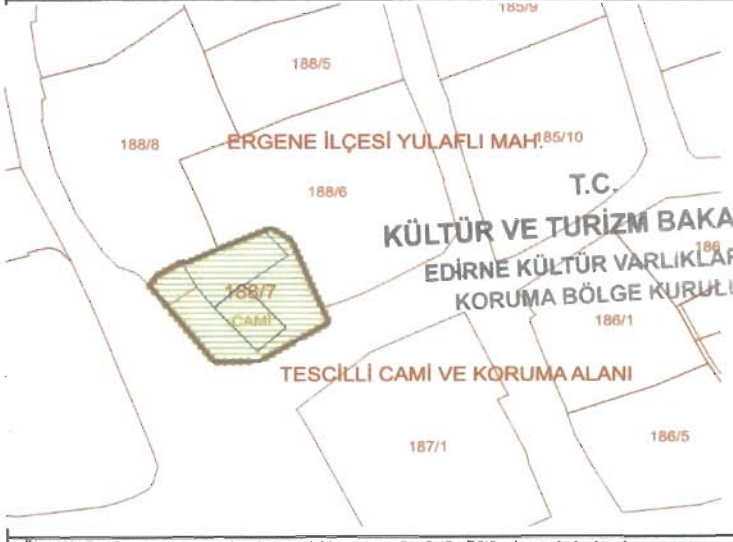 185/9
188/5
188/8
ERGENE İLÇESİ YULAFLI MAH.
185/10
188/6
T.C.
KÜLTÜR VE TURİZM BAKA
186
EDİRNE KÜLTÜR VARLIKLAR
188/7
KORUMA BÖLGE KURULU
CAMİ
186/1
TESCİLLİ CAMİ VE KORUMA ALANI
187/1
186/5